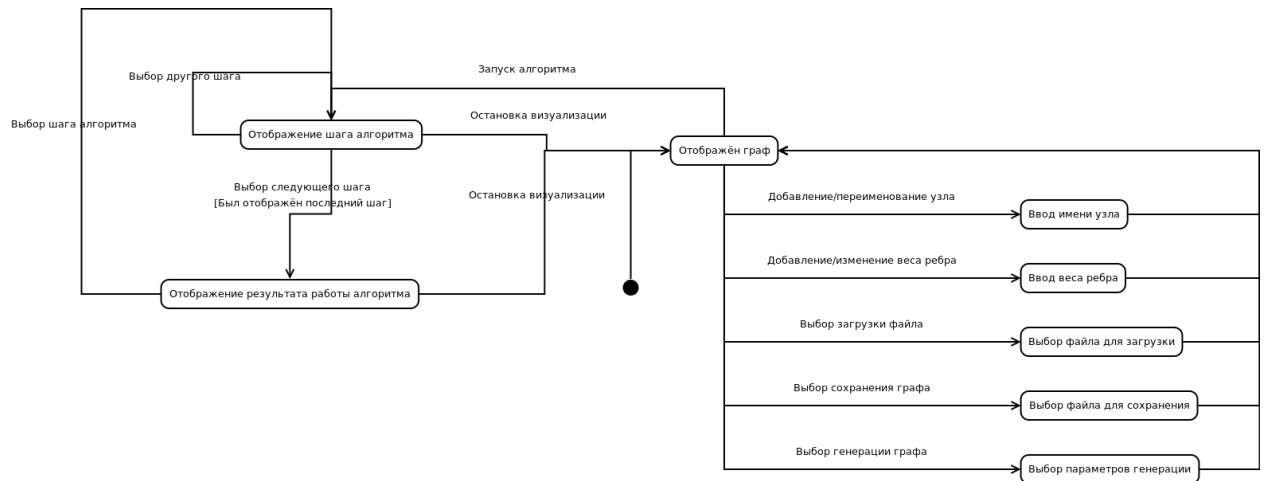 Запуск алгоритма
Выбор другого шага
Остановка визуализации
Выбор шага алгоритма
Отображение шага алгоритма
Отображён граф
Выбор следующего шага
[Был отображён последний шаг]
Остановка визуализации
Добавление/переименование узла
Ввод имени узла
Добавление/изменение веса ребра
Ввод веса ребра
Отображение результата работы алгоритма
Выбор загрузки файла
Выбор файла для загрузки
Выбор сохранения графа
Выбор файла для сохранения
Выбор генерации графа
Выбор параметров генерации